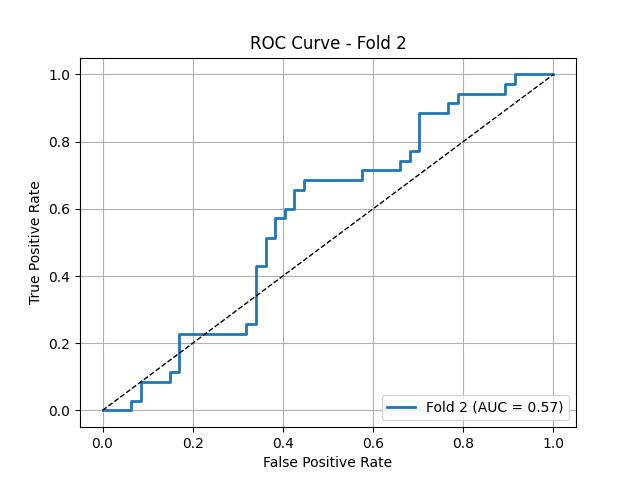 ROC Curve - Fold 2
1.0
0.8
0.6
0.4
0.2
0.0
True Positive Rate
Fold 2 (AUC = 0.57)
0.0 0.2 0.4 0.6 0.8 1.0
False Positive Rate